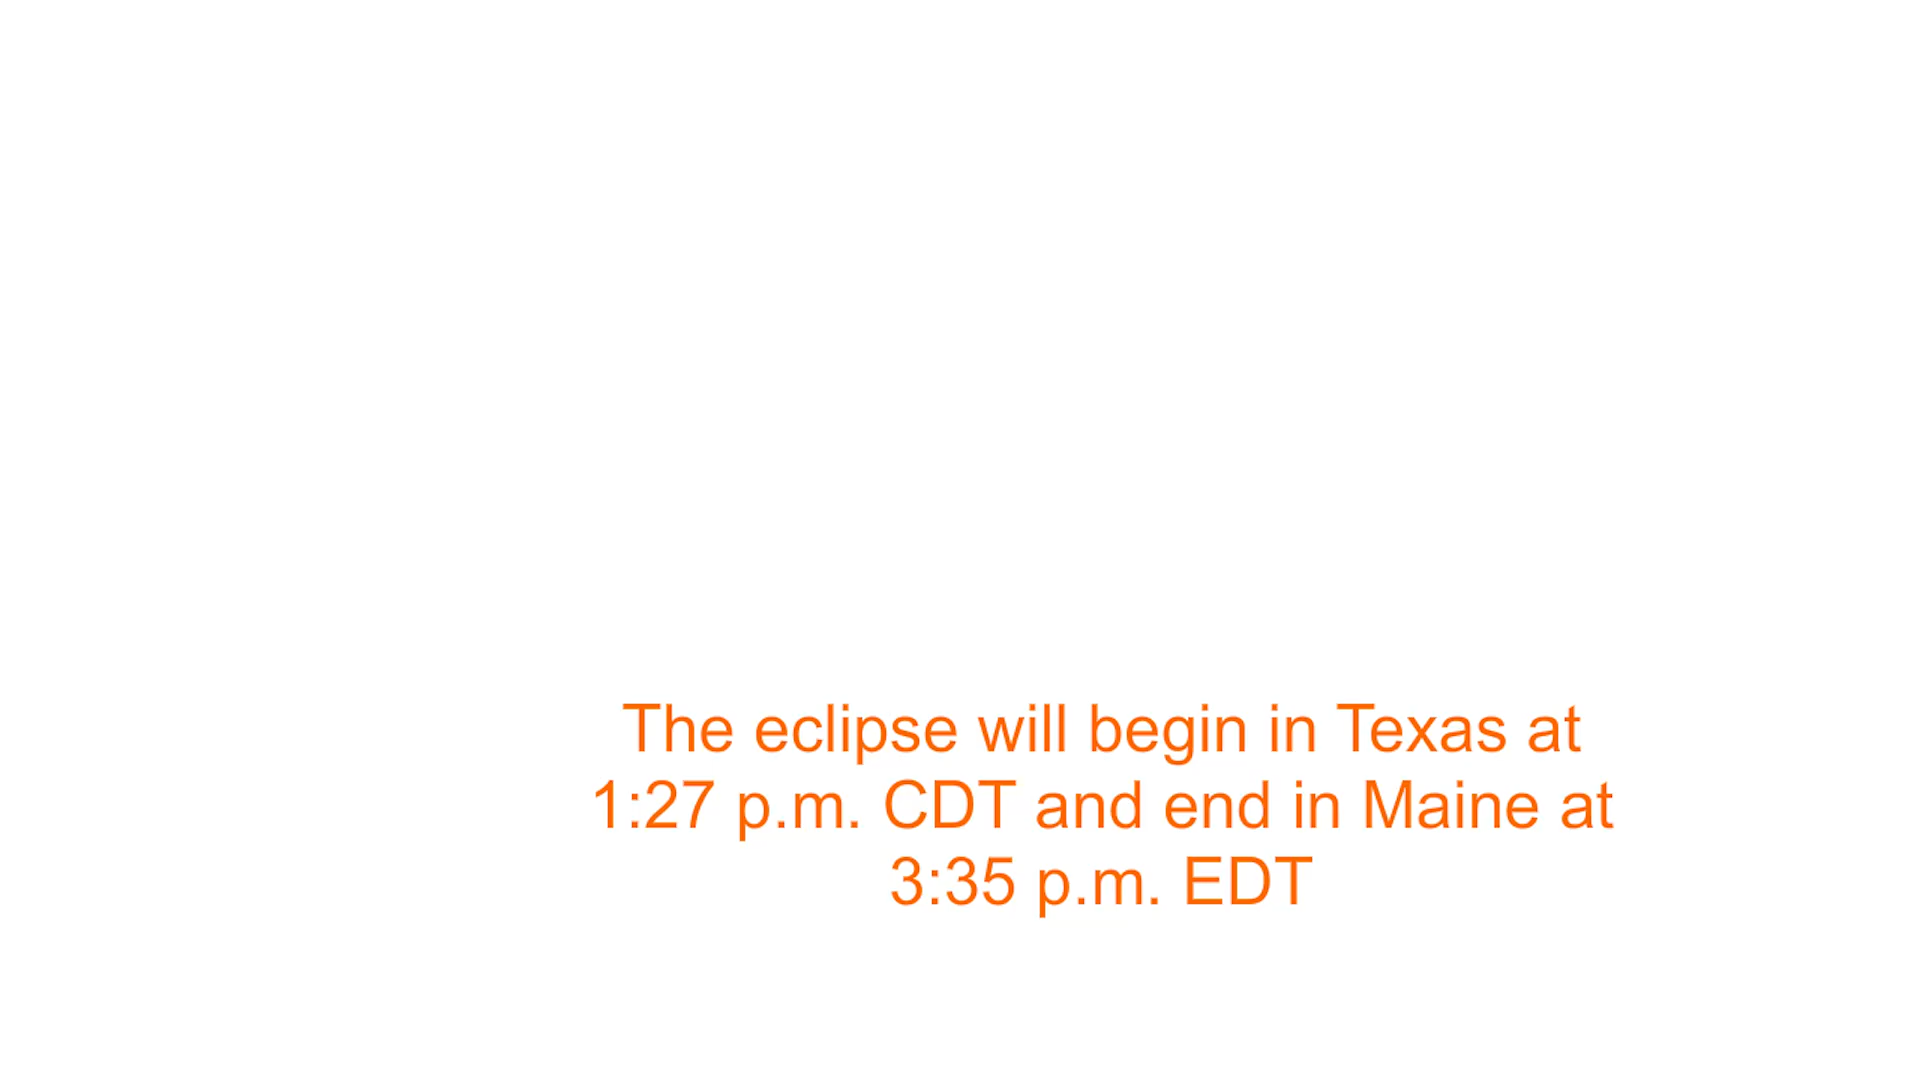 The eclipse will begin in Texas at
1:27 p.m. CDT and end in Maine at
3:35 p.m. EDT